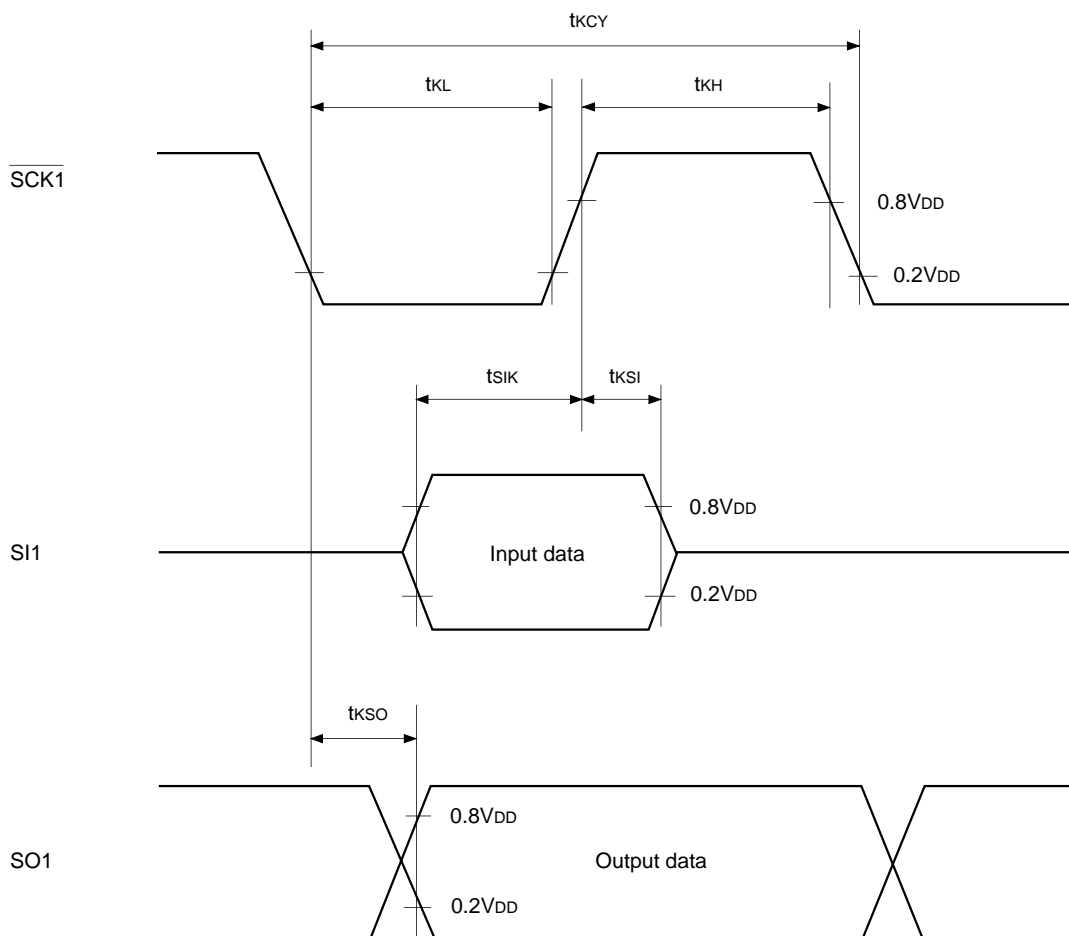 tKCY
tKL
tKH
SCK1
0.8VDD
0.2VDD
tSIK
tKSI
SI1
Input data
0.8VDD
0.2VDD
tKSO
SO1
0.8VDD
Output data
0.2VDD